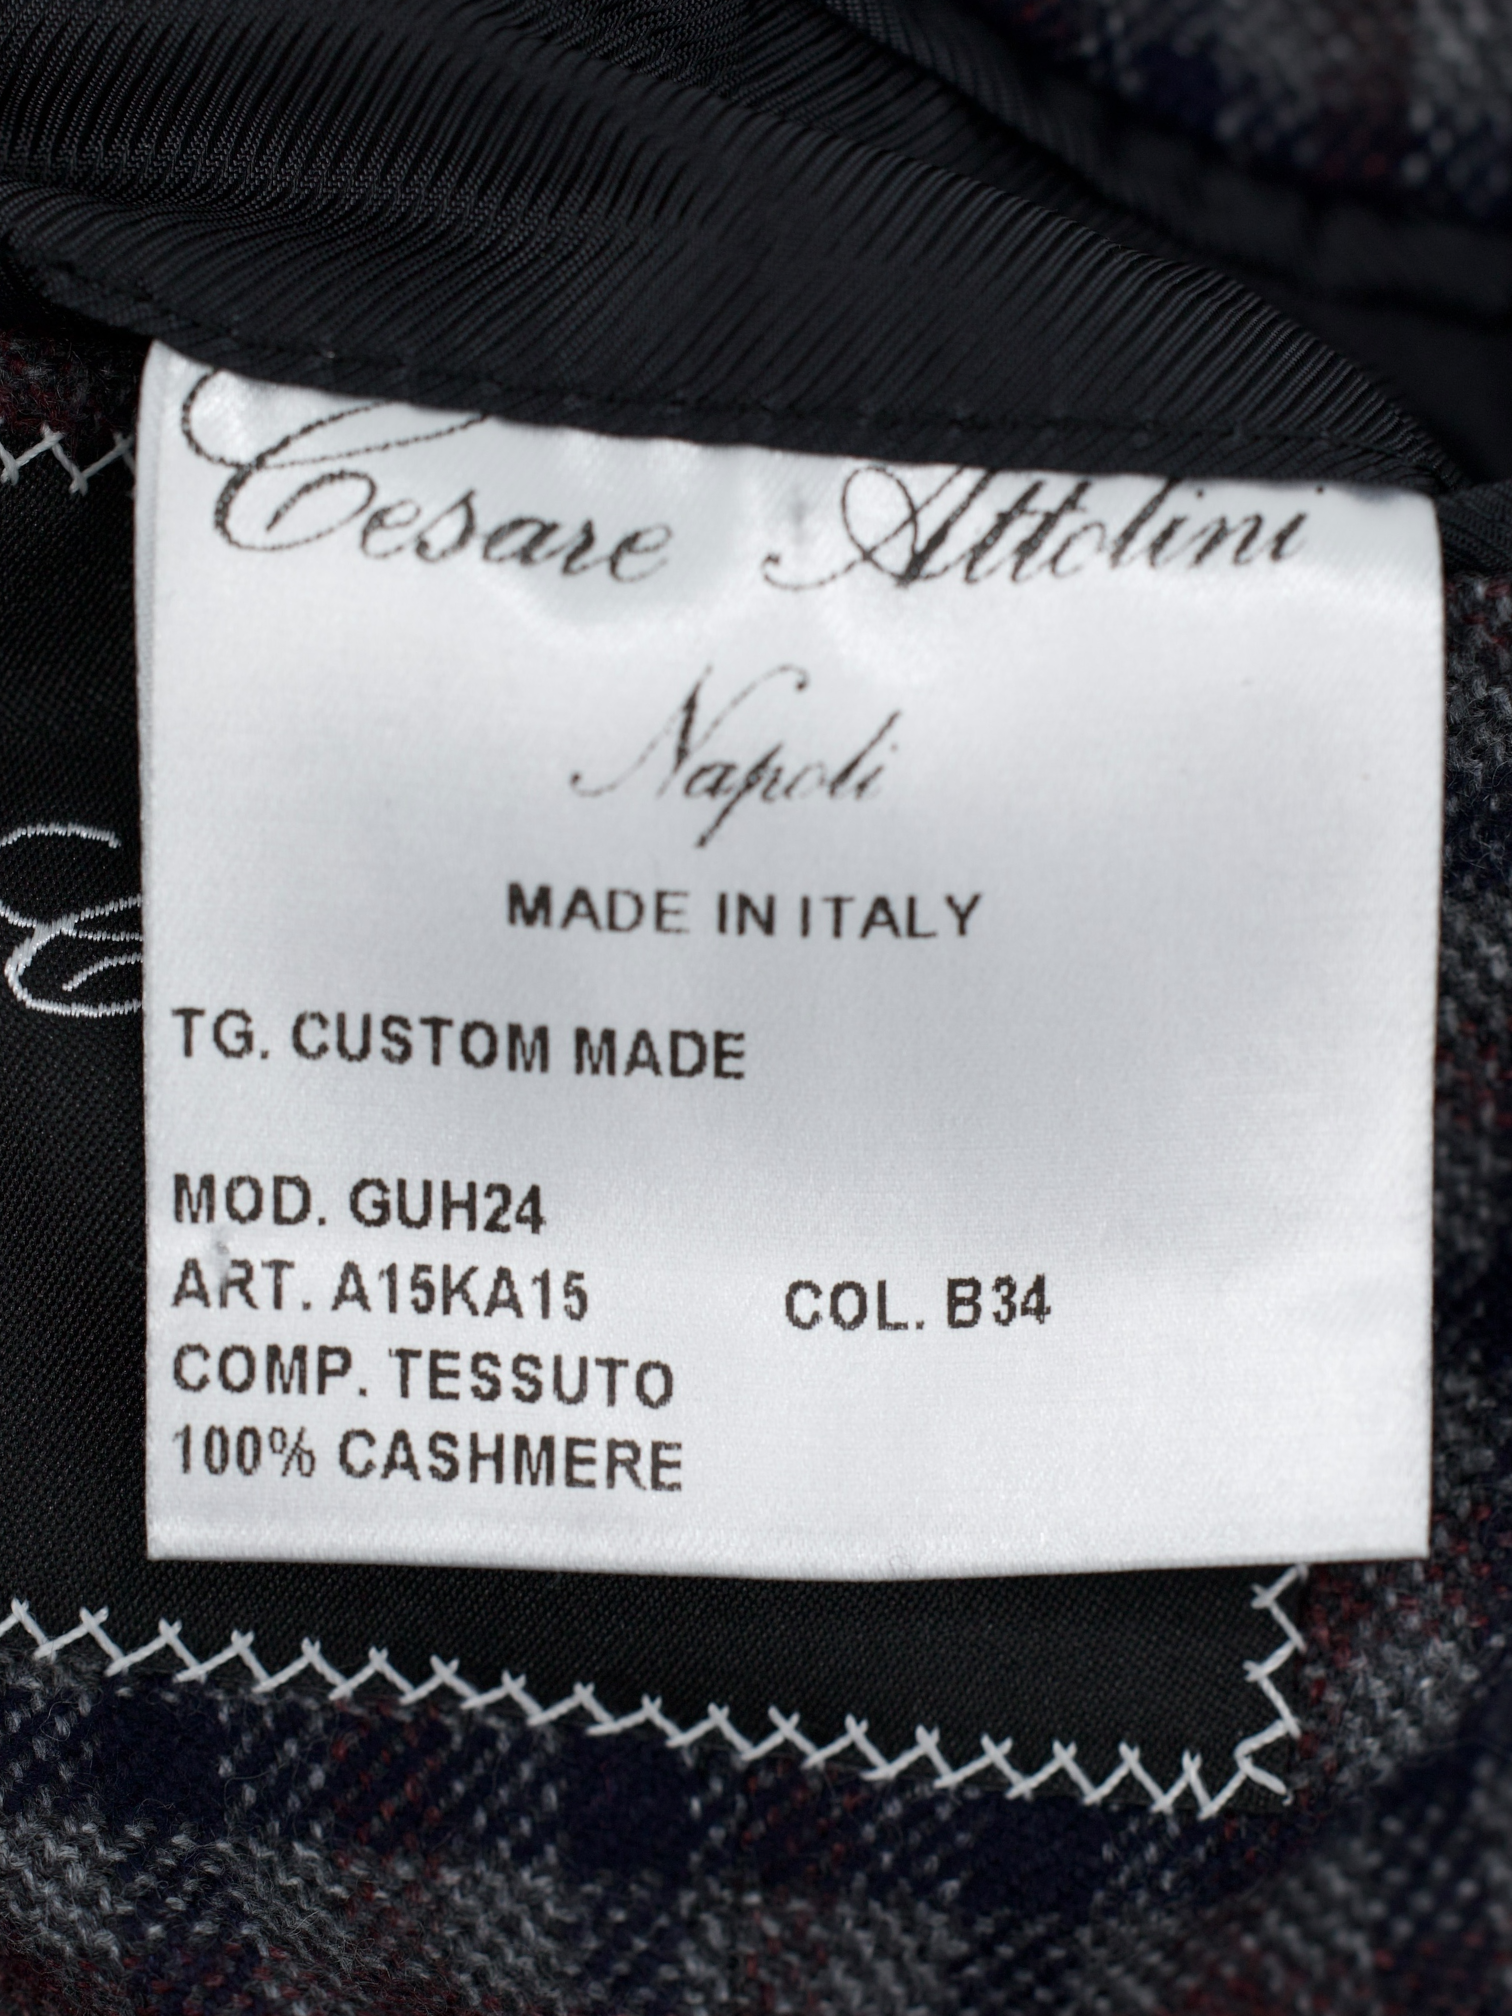 Cesare Attolini
Napoli
MADE IN ITALY
TG. CUSTOM MADE
MOD. GUH24
ART. A15KA15 COL. B34
COMP. TESSUTO
100% CASHMERE